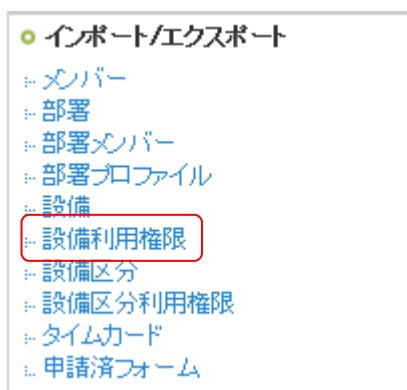 インポート/エクスポート
メンバー
部署
部署メンバー
部署プロファイル
設備
設備利用権限
設備区分
設備区分利用権限
タイムカード
申請済フォーム